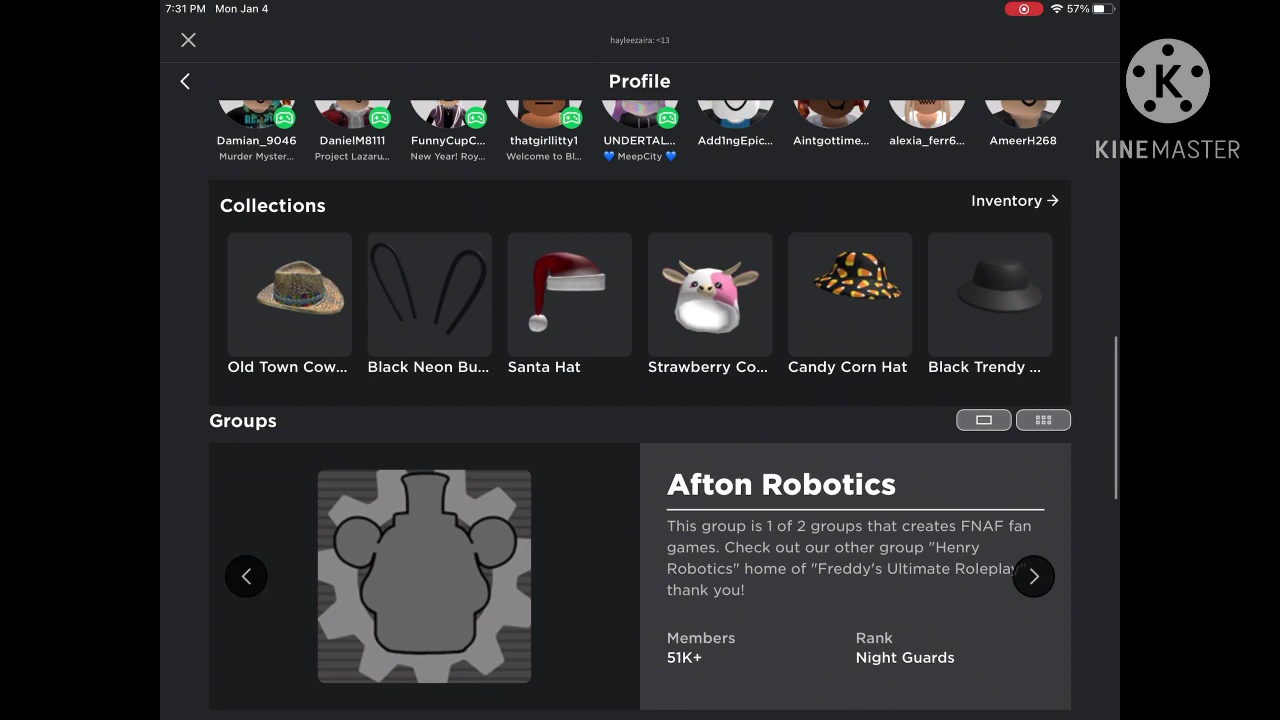 7:31 PM Mon Jan 4
57%
hayleezaira: <13
Profile
KINEMASTER
Damian_9046 DanielM8111 FunnyCupC... thatgirllitty1 UNDERTAL... Add1ngEpic... Aintgottime... alexia_ferr6... AmeerH268
Murder Myster... Project Lazaru... New Year! Roy... Welcome to Bl... 💙 MeepCity 💙
Collections
Inventory →
Old Town Cow... Black Neon Bu... Santa Hat Strawberry Co... Candy Corn Hat Black Trendy ...
Groups
Afton Robotics
This group is 1 of 2 groups that creates FNAF fan
games. Check out our other group "Henry
Robotics" home of "Freddy's Ultimate Roleplay"
thank you!
Members Rank
51K+ Night Guards